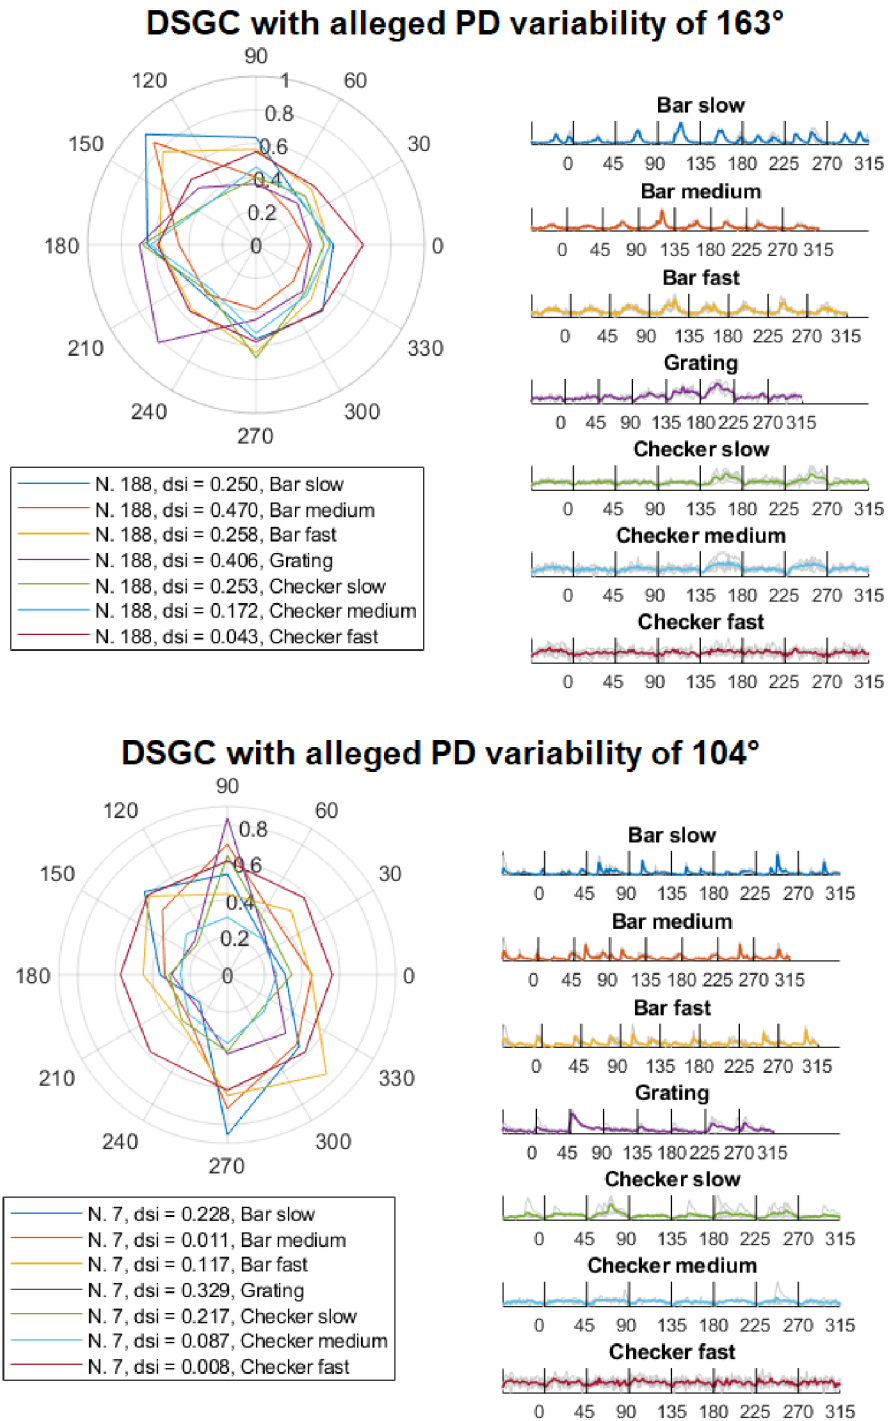 DSGC with alleged PD variability of 163°
90
120
60
1
0.8
150
30
0.6
0.4
0.2
180
0
0
210
330
240
300
270
N. 188, dsi = 0.250, Bar slow
N. 188, dsi = 0.470, Bar medium
N. 188, dsi = 0.258, Bar fast
N. 188, dsi = 0.406, Grating
N. 188, dsi = 0.253, Checker slow
N. 188, dsi = 0.172, Checker medium
N. 188, dsi = 0.043, Checker fast
Bar slow
0 45 90 135 180 225 270 315
Bar medium
0 45 90 135 180 225 270 315
Bar fast
0 45 90 135 180 225 270 315
Grating
0 45 90 135 180 225 270 315
Checker slow
0 45 90 135 180 225 270 315
Checker medium
0 45 90 135 180 225 270 315
Checker fast
0 45 90 135 180 225 270 315
DSGC with alleged PD variability of 104°
90
120
60
0.8
150
30
0.6
0.4
0.2
180
0
0
210
330
240
300
270
N. 7, dsi = 0.228, Bar slow
N. 7, dsi = 0.011, Bar medium
N. 7, dsi = 0.117, Bar fast
N. 7, dsi = 0.329, Grating
N. 7, dsi = 0.217, Checker slow
N. 7, dsi = 0.087, Checker medium
N. 7, dsi = 0.008, Checker fast
Bar slow
0 45 90 135 180 225 270 315
Bar medium
0 45 90 135 180 225 270 315
Bar fast
0 45 90 135 180 225 270 315
Grating
0 45 90 135 180 225 270 315
Checker slow
0 45 90 135 180 225 270 315
Checker medium
0 45 90 135 180 225 270 315
Checker fast
0 45 90 135 180 225 270 315